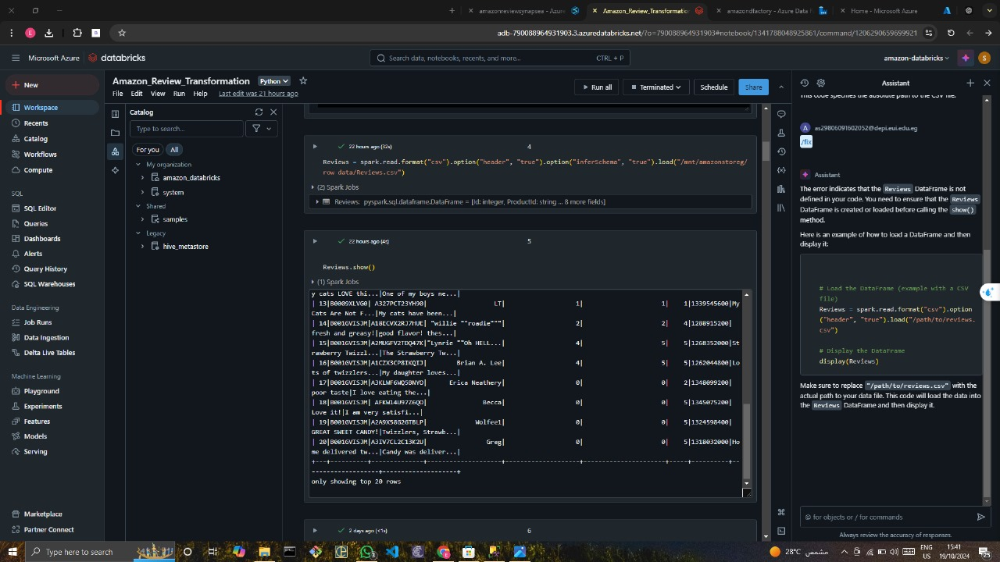 amazonreviewsynapsea - Azure
Amazon_Review_Transformation
amazondfactory - Azure Data
Home - Microsoft Azure
E
B
adb-790088964931903.3.azuredatabricks.net/?o=790088964931903#notebook/1341788048925861/command/1206290659699921
Microsoft Azure
databricks
Search data, notebooks, recents, and more...
CTRL + P
amazon-databricks
S
New
Workspace
Recents
Catalog
Workflows
Compute
SQL
SQL Editor
Queries
Dashboards
Alerts
Query History
SQL Warehouses
Data Engineering
Job Runs
Data Ingestion
Delta Live Tables
Machine Learning
Playground
Experiments
Features
Models
Serving
Marketplace
Partner Connect
Amazon_Review_Transformation
Python
File Edit View Run Help
Last edit was 21 hours ago
Run all
Terminated
Schedule
Share
Catalog
Type to search...
For you
All
My organization
amazon_databricks
system
Shared
samples
Legacy
hive_metastore
22 hours ago (32s)
4
Reviews = spark.read.format("csv").option("header", "true").option("inferSchema", "true").load("/mnt/amazonstoreg/
row data/Reviews.csv")
(2) Spark Jobs
Reviews: pyspark.sql.dataframe.DataFrame = [Id: integer, ProductId: string ... 8 more fields]
22 hours ago (4s)
5
Reviews.show()
(1) Spark Jobs
y cats LOVE thi...|One of my boys ne...|
| 13|B0009XLVG0| A327PCT23YH90| LT| 1| 1| 1|1339545600|My
Cats Are Not F...|My cats have been...|
| 14|B001GVISJM|A18ECVX2RJ7HUE| "willie ""roadie"""| 2| 2| 4|1288915200|
fresh and greasy!|good flavor! thes...|
| 15|B001GVISJM|A2MUGFV2TDQ47K|"Lynrie ""Oh HELL...| 4| 5| 5|1268352000|St
rawberry Twizzl...|The Strawberry Tw...|
| 16|B001GVISJM|A1CZX3CP8IKQIJ| Brian A. Lee| 4| 5| 5|1262044800|Lo
ts of twizzlers...|My daughter loves...|
| 17|B001GVISJM|A3KLWF6WQ5BNYO| Erica Neathery| 0| 0| 2|1348099200|
poor taste|I love eating the...|
| 18|B001GVISJM| AFKW14U97Z6QO| Becca| 0| 0| 5|1345075200|
Love it!|I am very satisfi...|
| 19|B001GVISJM|A2A9X58G2GTBLP| Wolfee1| 0| 0| 5|1324598400|
GREAT SWEET CANDY!|Twizzlers, Strawb...|
| 20|B001GVISJM|A3IV7CL2C13K2U| Greg| 0| 0| 5|1318032000|Ho
me delivered tw...|Candy was deliver...|
+---+----------+--------------+--------------------+--------------------+----------------------+-----+----------+--
------------------+--------------------+
only showing top 20 rows
2 days ago (<1s)
6
Assistant
This code specifies the absolute path to the CSV file.
A
as29806091602052@depi.eui.edu.eg
/fix
Assistant
The error indicates that the Reviews DataFrame is not
defined in your code. You need to ensure that the Reviews
DataFrame is created or loaded before calling the show()
method.
Here is an example of how to load a DataFrame and then
display it:
# Load the DataFrame (example with a CSV
file)
Reviews = spark.read.format("csv").option
("header", "true").load("/path/to/reviews.
csv")
# Display the DataFrame
display(Reviews)
Make sure to replace "/path/to/reviews.csv" with the
actual path to your data file. This code will load the data into
the Reviews DataFrame and then display it.
@ for objects or / for commands
Always review the accuracy of responses.
Type here to search
3
28°C
مشمس
ENG
US
15:41
19/10/2024
25